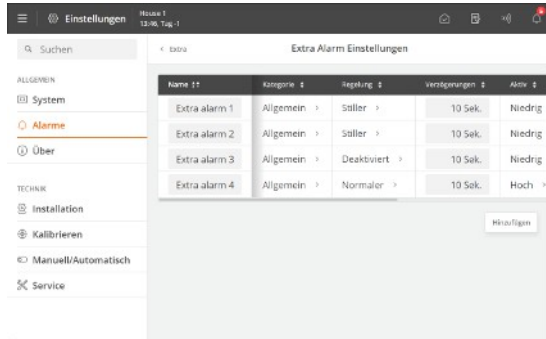 Einstellungen
House 1
13:46, Tag -1
Suchen
ALLGEMEIN
System
Alarme
Über
TECHNIK
Installation
Kalibrieren
Manuell/Automatisch
Service
< Extra
Extra Alarm Einstellungen
Name Kategorie Regelung Verzögerungen Aktiv
Extra alarm 1 Allgemein > Stiller > 10 Sek. Niedrig
Extra alarm 2 Allgemein > Stiller > 10 Sek. Niedrig
Extra alarm 3 Allgemein > Deaktiviert > 10 Sek. Niedrig
Extra alarm 4 Allgemein > Normaler > 10 Sek. Hoch >
Hinzufügen